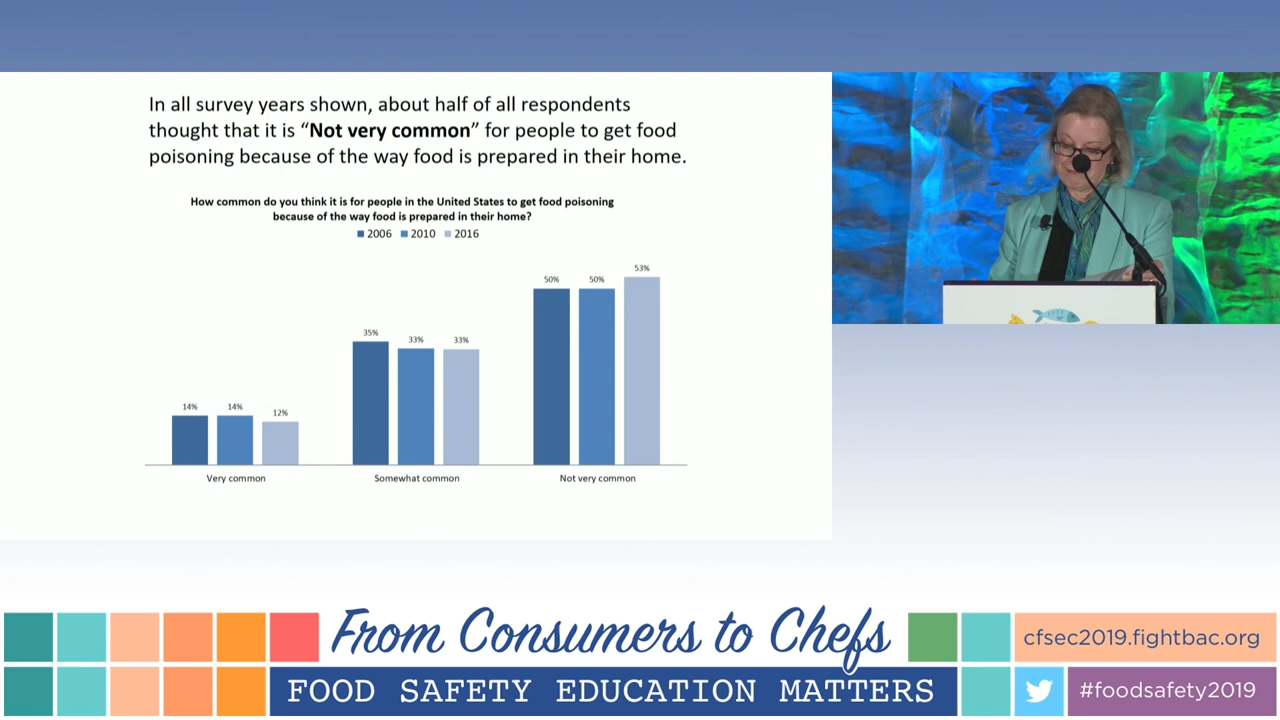 In all survey years shown, about half of all respondents
thought that it is “Not very common” for people to get food
poisoning because of the way food is prepared in their home.
How common do you think it is for people in the United States to get food poisoning
because of the way food is prepared in their home?
2006 2010 2016
14% 14% 12%
35% 33% 33%
50% 50% 53%
Very common Somewhat common Not very common
From Consumers to Chefs
FOOD SAFETY EDUCATION MATTERS
cfsec2019.fightbac.org
#foodsafety2019